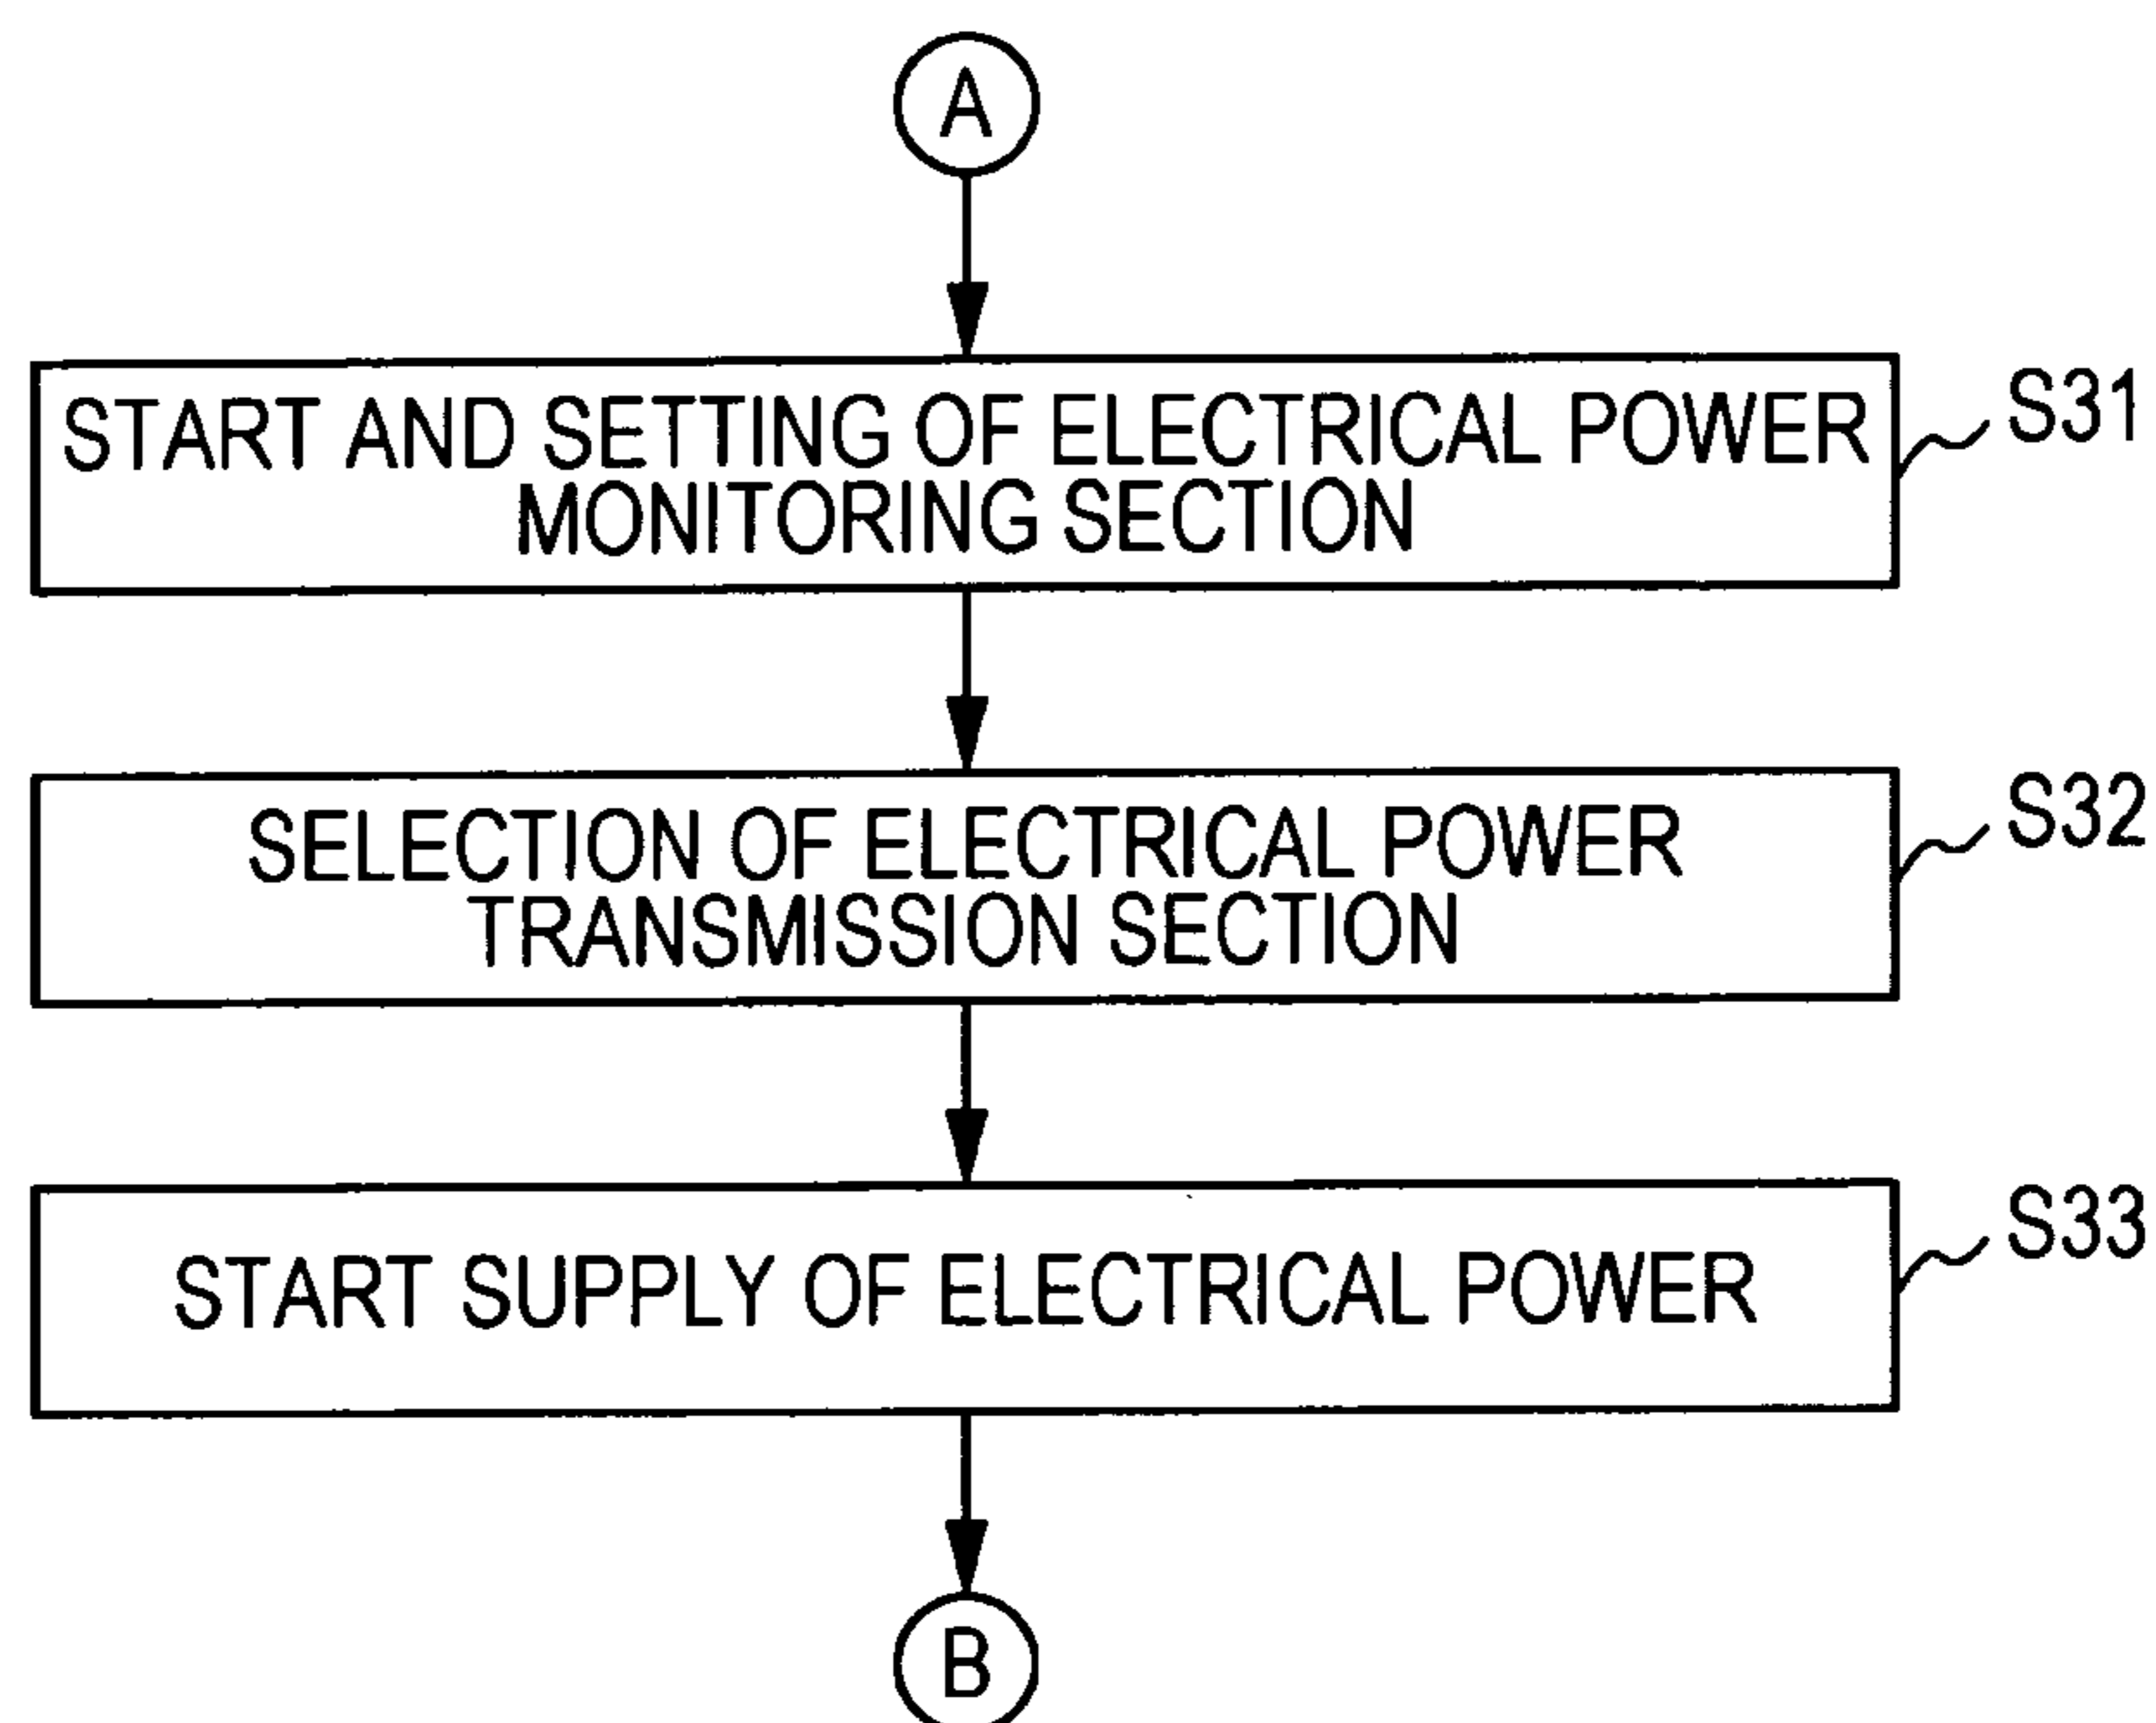 A
START AND SETTING OF ELECTRICAL POWER
MONITORING SECTION
S31
SELECTION OF ELECTRICAL POWER
TRANSMISSION SECTION
S32
START SUPPLY OF ELECTRICAL POWER
S33
B